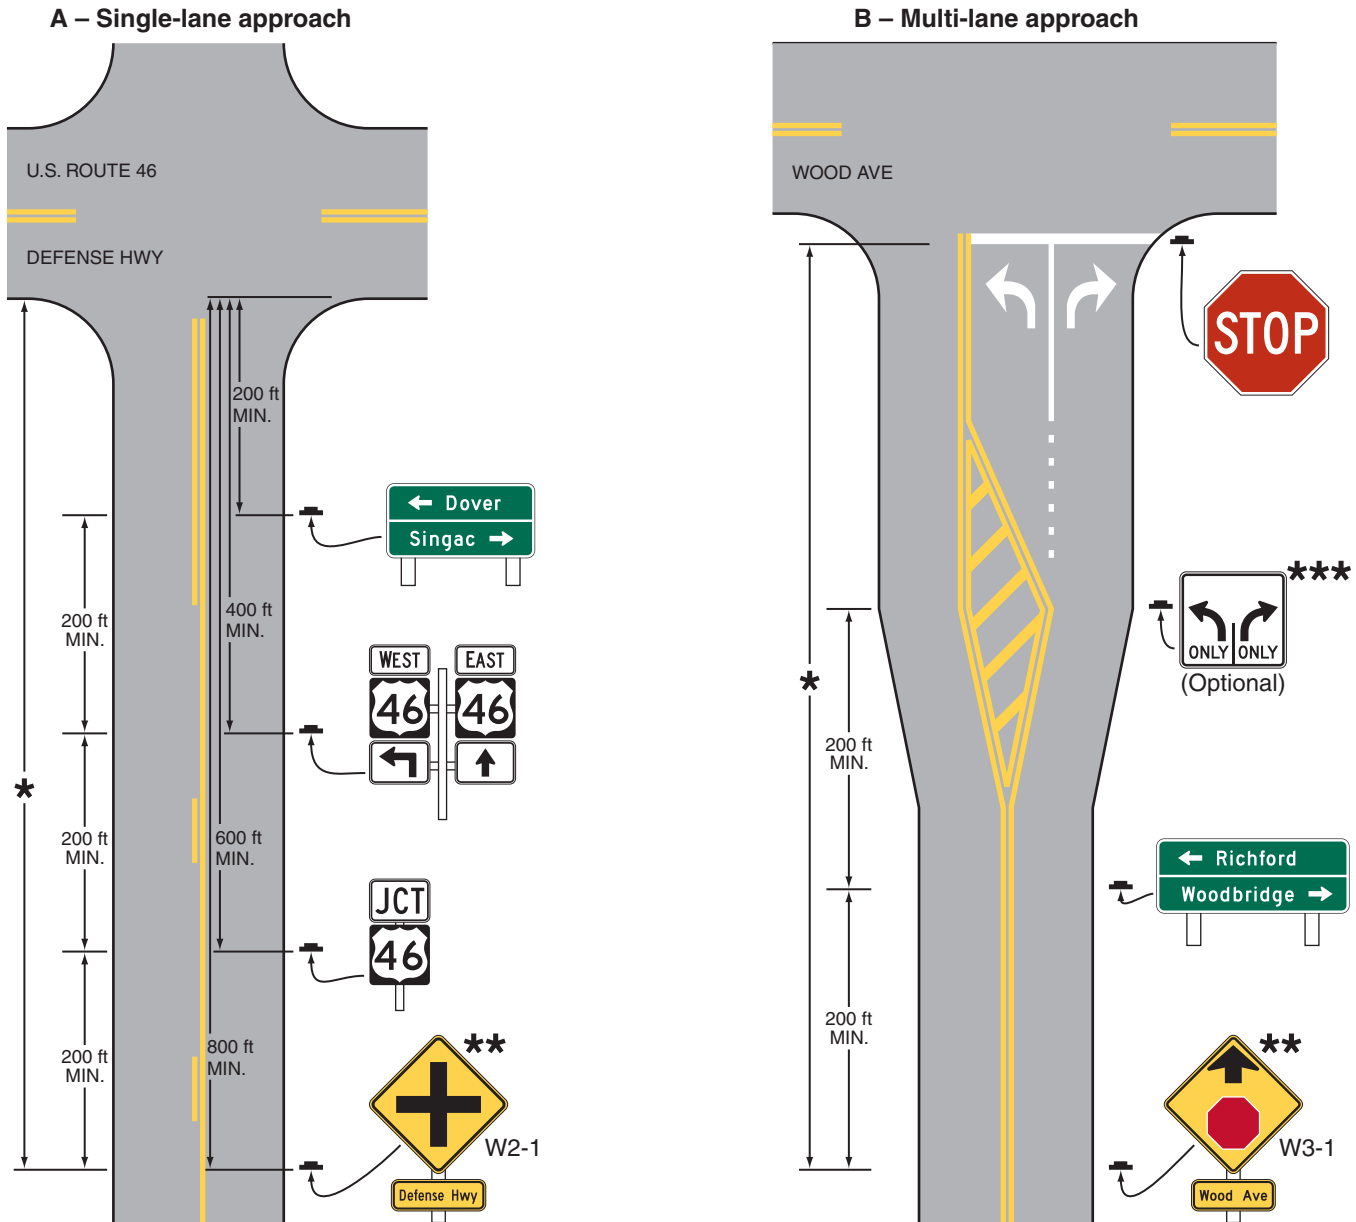 A – Single-lane approach
U.S. ROUTE 46
DEFENSE HWY
200 ft
MIN.
Dover
Singac
200 ft
MIN.
400 ft
MIN.
WEST
EAST
46
46
*
200 ft
MIN.
600 ft
MIN.
JCT
46
200 ft
MIN.
800 ft
MIN.
**
W2-1
Defense Hwy
B – Multi-lane approach
WOOD AVE
STOP
***
ONLY
ONLY
(Optional)
*
200 ft
MIN.
Richford
Woodbridge
200 ft
MIN.
**
W3-1
Wood Ave